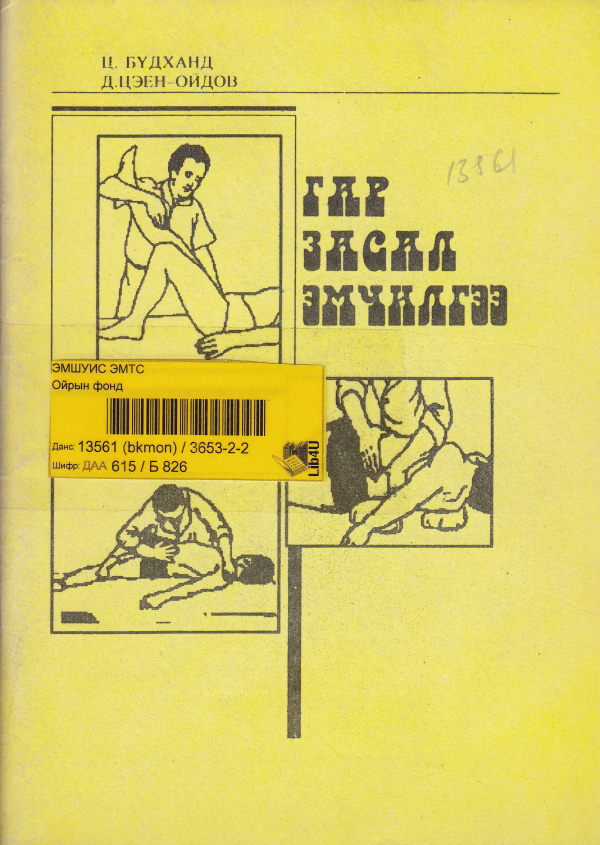 Ц. БҮДХАНД
Д.ЦЭЕН-ОЙДОВ
13561
ГАР
ЗАСАЛ
ЭМЧИЛГЭЭ
ЭМШУИС ЭМТС
Ойрын фонд
Данс: 13561 (bkmon) / 3653-2-2
Шифр: ДАА 615 / Б 826
Lib4U